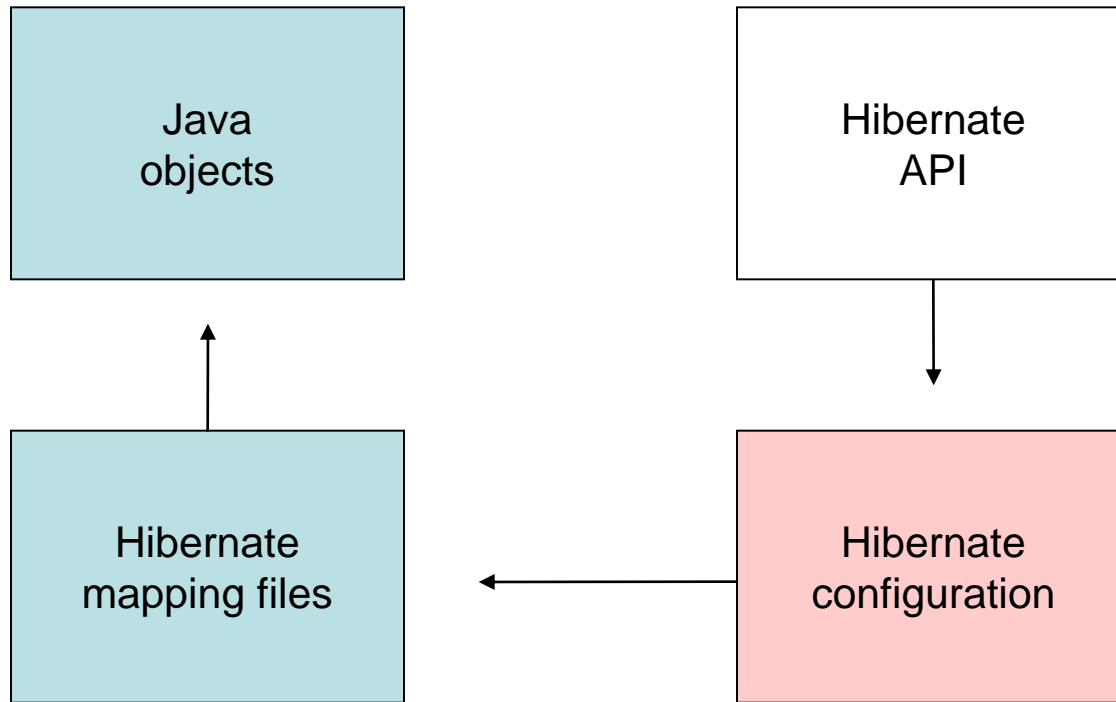 Java
objects
Hibernate
API
Hibernate
mapping files
Hibernate
configuration